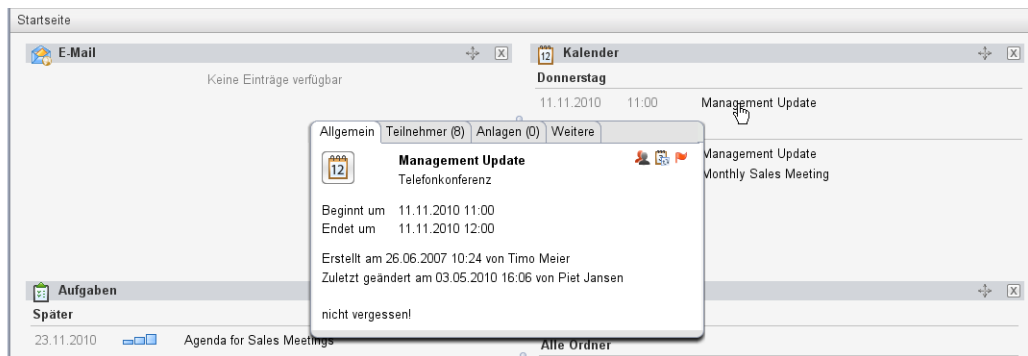 Startseite
E-Mail
Keine Einträge verfügbar
Kalender
Donnerstag
11.11.2010 11:00 Management Update
Management Update
Monthly Sales Meeting
Allgemein Teilnehmer (8) Anlagen (0) Weitere
12 Management Update
Telefonkonferenz
Beginnt um 11.11.2010 11:00
Endet um 11.11.2010 12:00
Erstellt am 26.06.2007 10:24 von Timo Meier
Zuletzt geändert am 03.05.2010 16:06 von Piet Jansen
nicht vergessen!
Aufgaben
Später
23.11.2010 Agenda for Sales Meetings
Alle Ordner